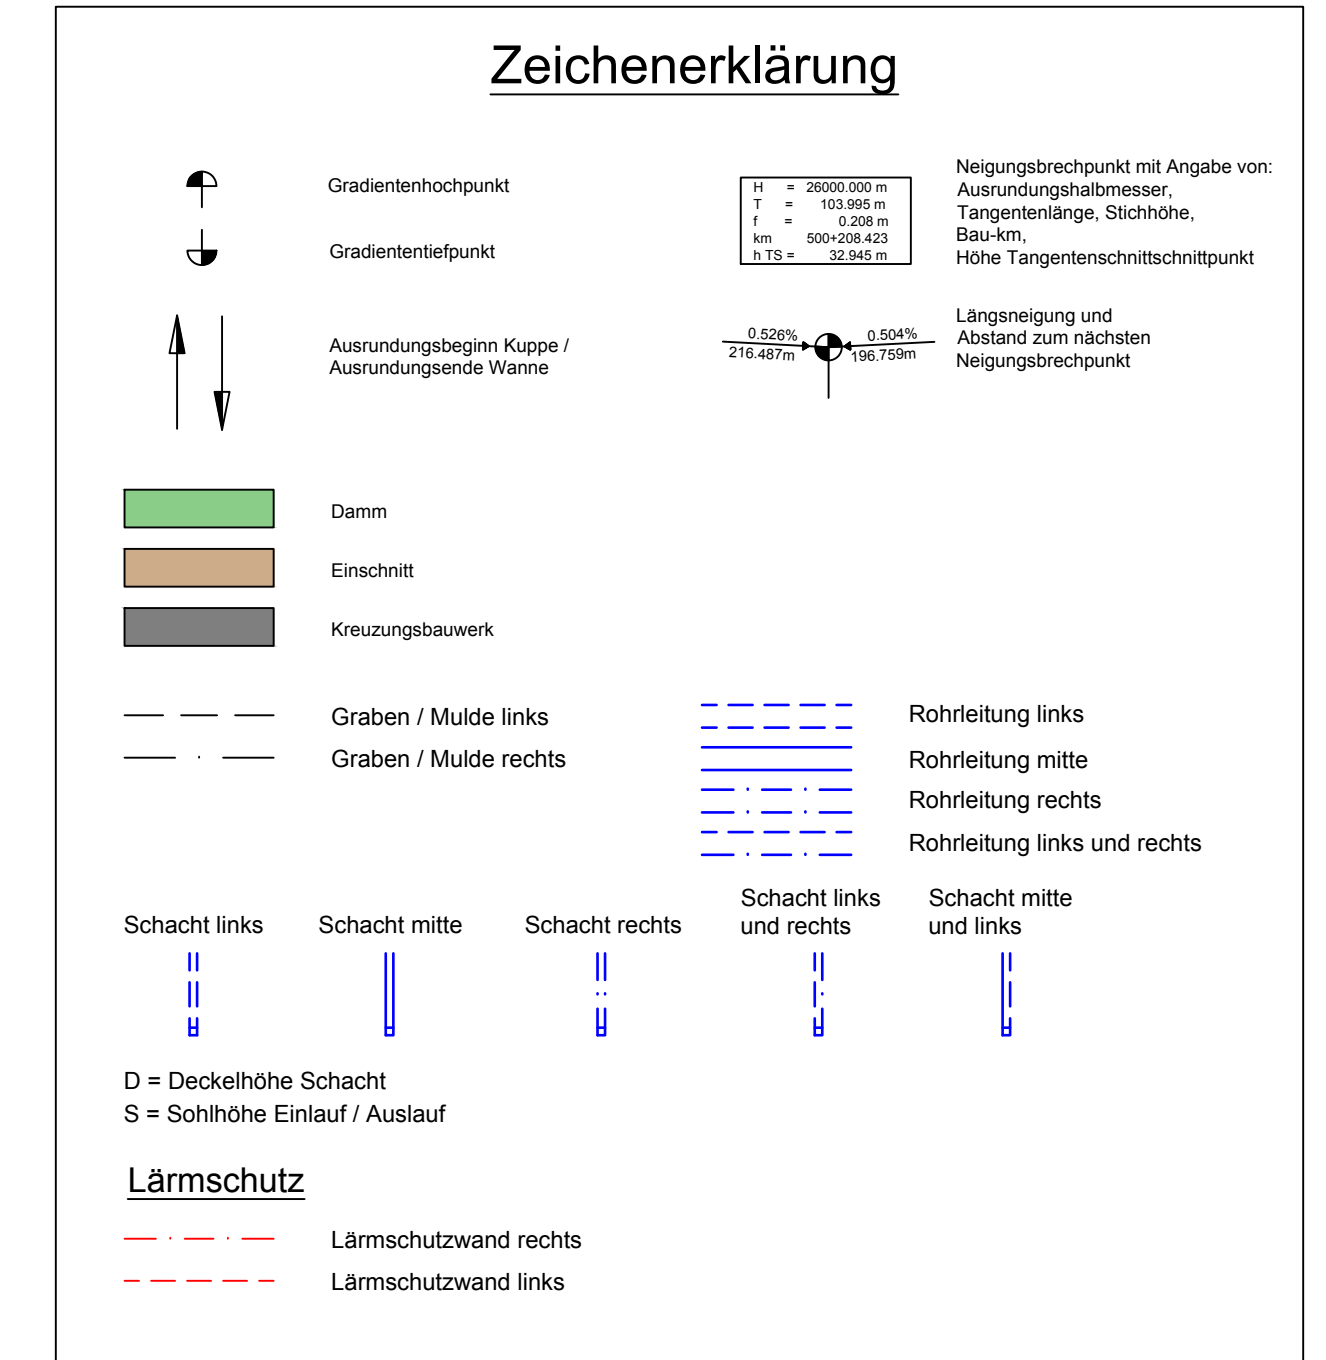 Zeichenerklärung
Gradientenhochpunkt
Gradiententiefpunkt
Ausrundungsbeginn Kuppe /
Ausrundungsende Wanne
H = 26000.000 m
T = 103.995 m
f = 0.208 m
km 500+208.423
h TS = 32.945 m
Neigungsbrechpunkt mit Angabe von:
Ausrundungshalbmesser,
Tangentenlänge, Stichhöhe,
Bau-km,
Höhe Tangentenschnittschnittpunkt
0.526% 0.504%
216.487m 196.759m
Längsneigung und
Abstand zum nächsten
Neigungsbrechpunkt
Damm
Einschnitt
Kreuzungsbauwerk
Graben / Mulde links
Graben / Mulde rechts
Rohrleitung links
Rohrleitung mitte
Rohrleitung rechts
Rohrleitung links und rechts
Schacht links
Schacht mitte
Schacht rechts
Schacht links
und rechts
Schacht mitte
und links
D = Deckelhöhe Schacht
S = Sohlhöhe Einlauf / Auslauf
Lärmschutz
Lärmschutzwand rechts
Lärmschutzwand links